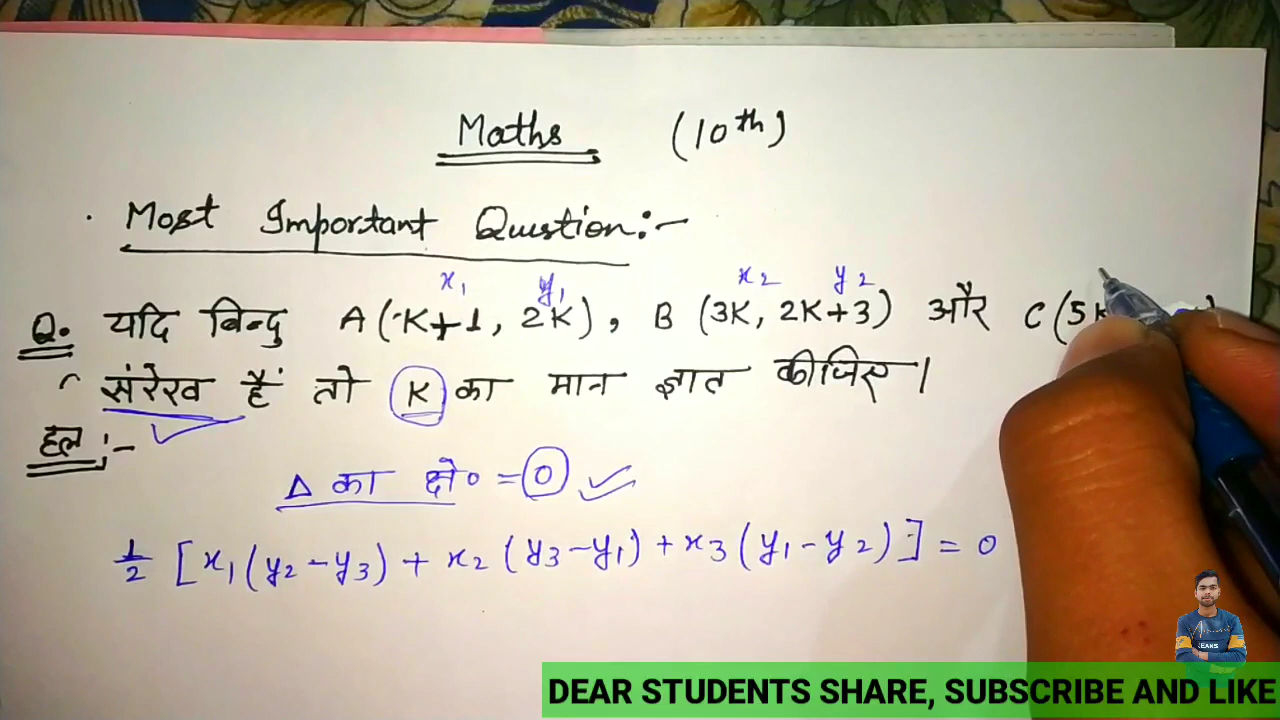 Maths (10th)
Most Important Question:-
x1 y1 x2 y2
Q. यदि बिन्दु A(K+1, 2K), B (3K, 2K+3) और C(5K
संरेख हैं तो K का मान ज्ञात कीजिए।
हल :-
Δ का क्षे० = 0
1/2 [x1(y2-y3) + x2 (y3-y1) + x3 (y1-y2)] = 0
DEAR STUDENTS SHARE, SUBSCRIBE AND LIKE